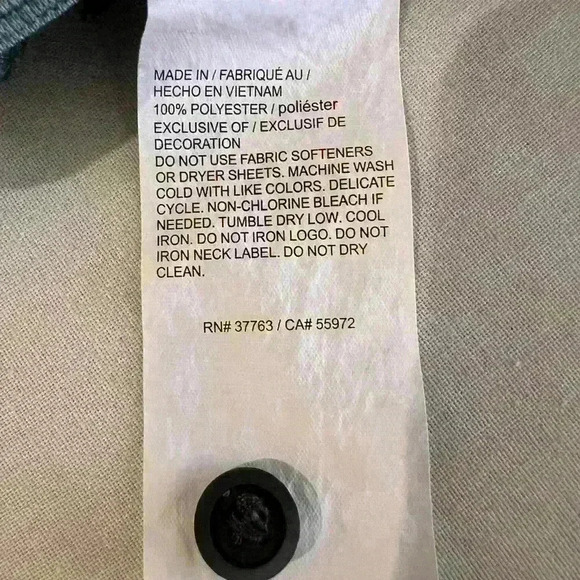 MADE IN / FABRIQUÉ AU /
HECHO EN VIETNAM
100% POLYESTER / poliéster
EXCLUSIVE OF / EXCLUSIF DE
DECORATION
DO NOT USE FABRIC SOFTENERS
OR DRYER SHEETS. MACHINE WASH
COLD WITH LIKE COLORS. DELICATE
CYCLE. NON-CHLORINE BLEACH IF
NEEDED. TUMBLE DRY LOW. COOL
IRON. DO NOT IRON LOGO. DO NOT
IRON NECK LABEL. DO NOT DRY
CLEAN.
RN# 37763 / CA# 55972